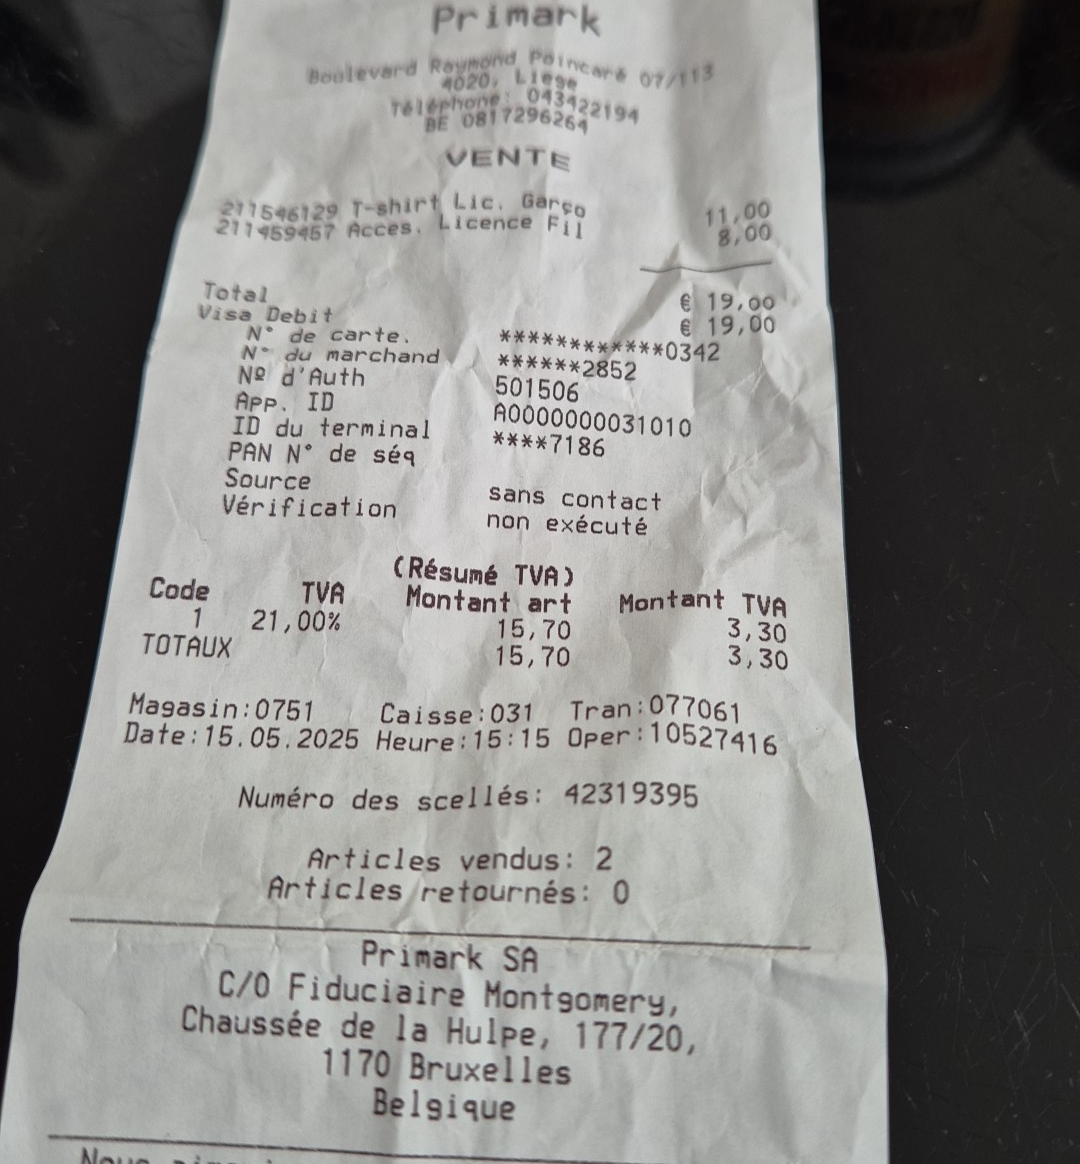 Primark
Boulevard Raymond Poincaré 07/113
4020, Liege
Téléphone: 043422194
BE 0817296264
VENTE
211546129 T-shirt Lic. Garço 11,00
211459457 Acces. Licence Fil 8,00
Total € 19,00
Visa Debit € 19,00
N° de carte. ************0342
N° du marchand ******2852
Nº d'Auth 501506
App. ID A0000000031010
ID du terminal ****7186
PAN N° de séq
Source sans contact
Vérification non exécuté
(Résumé TVA)
Code TVA Montant art Montant TVA
1 21,00% 15,70 3,30
TOTAUX 15,70 3,30
Magasin:0751 Caisse:031 Tran:077061
Date:15.05.2025 Heure:15:15 Oper:10527416
Numéro des scellés: 42319395
Articles vendus: 2
Articles retournés: 0
Primark SA
C/O Fiduciaire Montgomery,
Chaussée de la Hulpe, 177/20,
1170 Bruxelles
Belgique